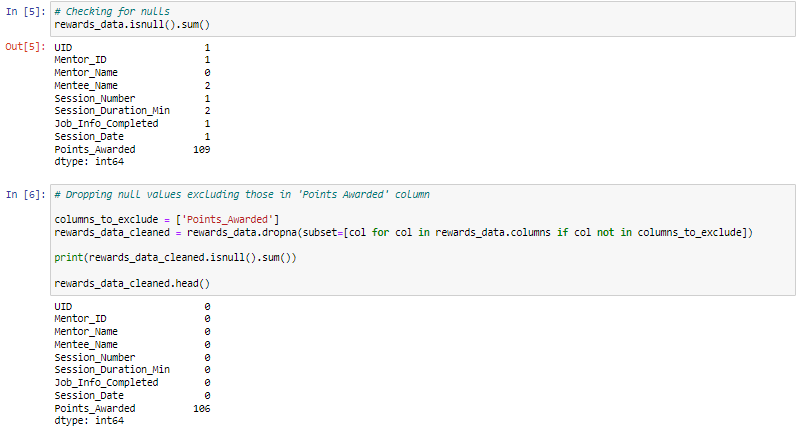 In [5]: # Checking for nulls
rewards_data.isnull().sum()
Out[5]: UID 1
Mentor_ID 1
Mentor_Name 0
Mentee_Name 2
Session_Number 1
Session_Duration_Min 2
Job_Info_Completed 1
Session_Date 1
Points_Awarded 109
dtype: int64
In [6]: # Dropping null values excluding those in 'Points Awarded' column
columns_to_exclude = ['Points_Awarded']
rewards_data_cleaned = rewards_data.dropna(subset=[col for col in rewards_data.columns if col not in columns_to_exclude])
print(rewards_data_cleaned.isnull().sum())
rewards_data_cleaned.head()
UID 0
Mentor_ID 0
Mentor_Name 0
Mentee_Name 0
Session_Number 0
Session_Duration_Min 0
Job_Info_Completed 0
Session_Date 0
Points_Awarded 106
dtype: int64